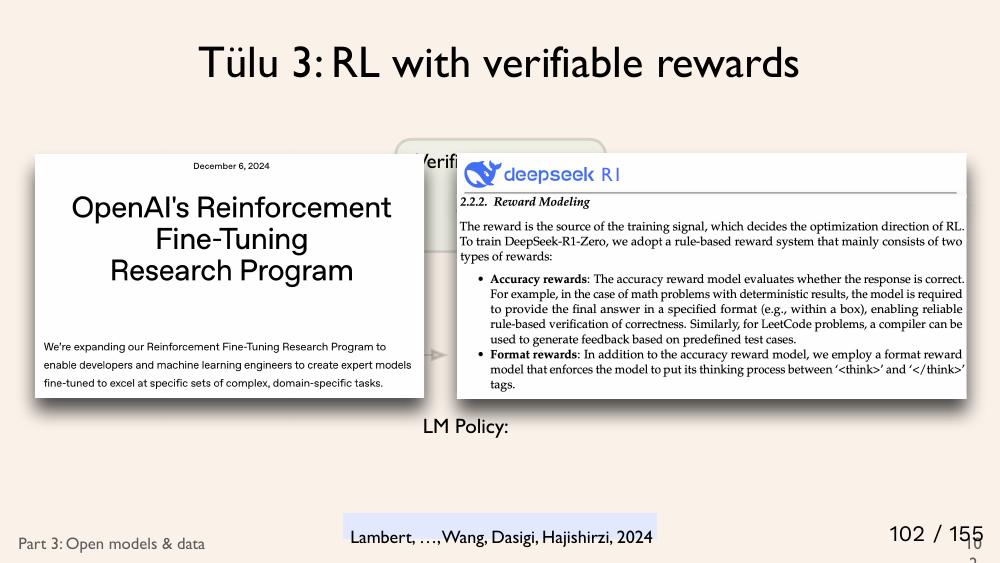 Tülu 3: RL with verifiable rewards
Verifi
December 6, 2024
OpenAI's Reinforcement
Fine-Tuning
Research Program
We're expanding our Reinforcement Fine-Tuning Research Program to
enable developers and machine learning engineers to create expert models
fine-tuned to excel at specific sets of complex, domain-specific tasks.
deepseek R1
2.2.2. Reward Modeling
The reward is the source of the training signal, which decides the optimization direction of RL.
To train DeepSeek-R1-Zero, we adopt a rule-based reward system that mainly consists of two
types of rewards:
• Accuracy rewards: The accuracy reward model evaluates whether the response is correct.
For example, in the case of math problems with deterministic results, the model is required
to provide the final answer in a specified format (e.g., within a box), enabling reliable
rule-based verification of correctness. Similarly, for LeetCode problems, a compiler can be
used to generate feedback based on predefined test cases.
• Format rewards: In addition to the accuracy reward model, we employ a format reward
model that enforces the model to put its thinking process between '<think>' and '</think>'
tags.
LM Policy:
Lambert, …,Wang, Dasigi, Hajishirzi, 2024
Part 3: Open models & data
102 / 155